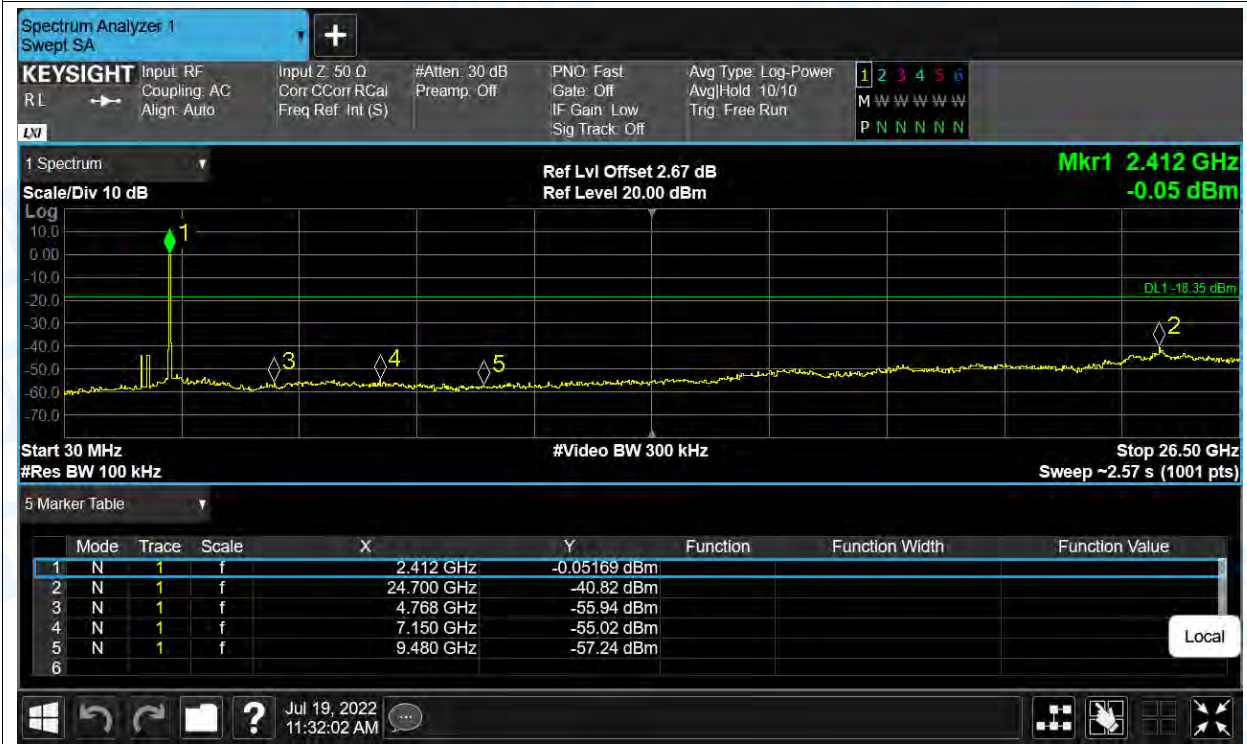 Spectrum Analyzer 1
Swept SA
+
KEYSIGHT Input: RF Input Z: 50 Ω #Atten: 30 dB PNO: Fast Avg Type: Log-Power 1 2 3 4 5 6
RL Coupling: AC Corr CCorr RCal Preamp: Off Gate: Off Avg|Hold: 10/10 M W W W W W
Align: Auto Freq Ref: Int (S) IF Gain: Low Trig: Free Run P N N N N N
LXI Sig Track: Off
1 Spectrum
Ref Lvl Offset 2.67 dB Mkr1 2.412 GHz
Scale/Div 10 dB Ref Level 20.00 dBm -0.05 dBm
Log
10.0 1
0.00
-10.0
DL1 -18.35 dBm
-20.0
-30.0 2
-40.0
3 4 5
-50.0
-60.0
-70.0
Start 30 MHz #Video BW 300 kHz Stop 26.50 GHz
#Res BW 100 kHz Sweep ~2.57 s (1001 pts)
5 Marker Table
Mode Trace Scale X Y Function Function Width Function Value
1 N 1 f 2.412 GHz -0.05169 dBm
2 N 1 f 24.700 GHz -40.82 dBm
3 N 1 f 4.768 GHz -55.94 dBm
4 N 1 f 7.150 GHz -55.02 dBm
5 N 1 f 9.480 GHz -57.24 dBm
6
Local
? Jul 19, 2022
11:32:02 AM